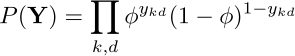 P(\mathbf{Y}) = \prod_{k,d} \phi^{y_{kd}} (1 - \phi)^{1 - y_{kd}}